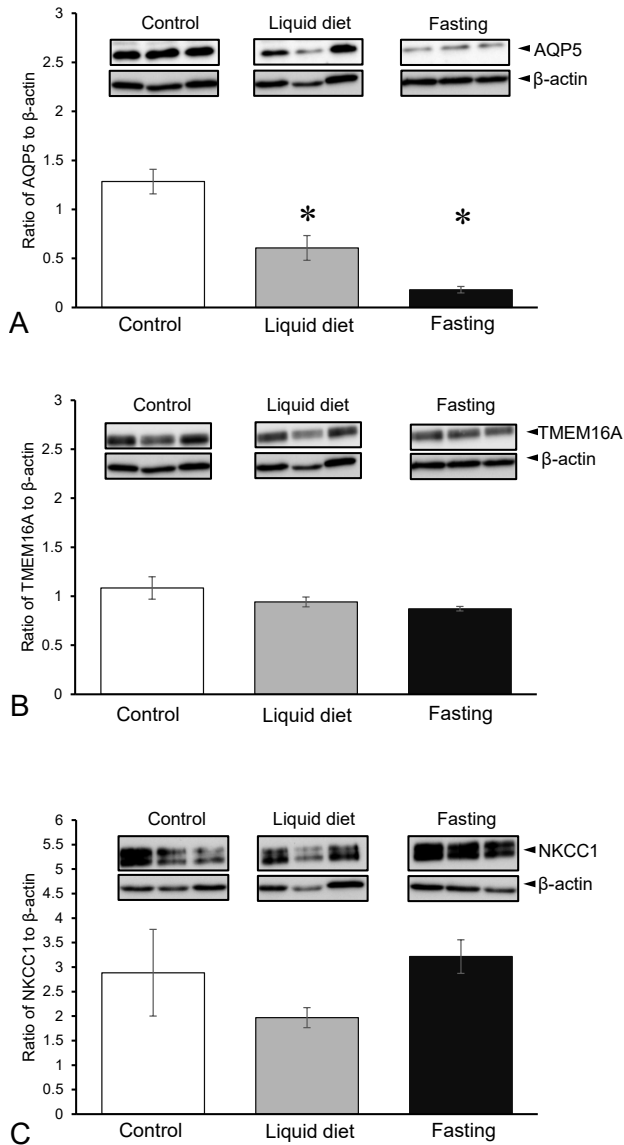 3
2.5
2
1.5
1
0.5
0
Ratio of AQP5 to β-actin
Control
Liquid diet
Fasting
AQP5
β-actin
*
*
Control
Liquid diet
Fasting
A
3
2.5
2
1.5
1
0.5
0
Ratio of TMEM16A to β-actin
Control
Liquid diet
Fasting
TMEM16A
β-actin
Control
Liquid diet
Fasting
B
6
5.5
5
4.5
4
3.5
3
2.5
2
1.5
1
0.5
0
Ratio of NKCC1 to β-actin
Control
Liquid diet
Fasting
NKCC1
β-actin
Control
Liquid diet
Fasting
C